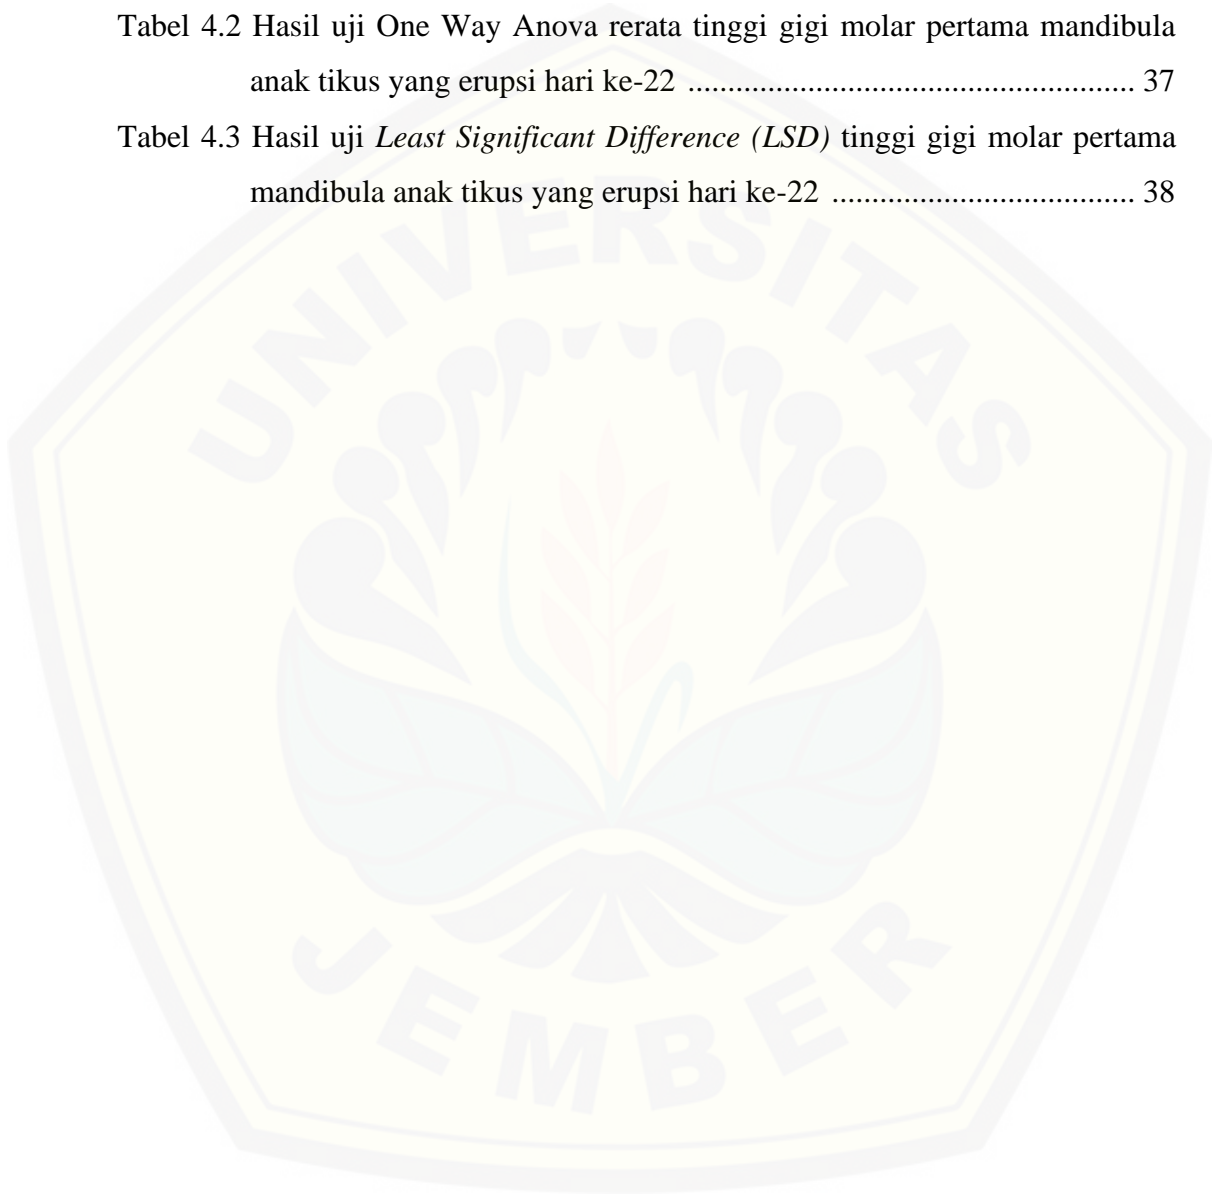 Tabel 4.2 Hasil uji One Way Anova rerata tinggi gigi molar pertama mandibula
anak tikus yang erupsi hari ke-22 ........................................................ 37
Tabel 4.3 Hasil uji Least Significant Difference (LSD) tinggi gigi molar pertama
mandibula anak tikus yang erupsi hari ke-22 ...................................... 38
UNIVERSITAS
JEMBER